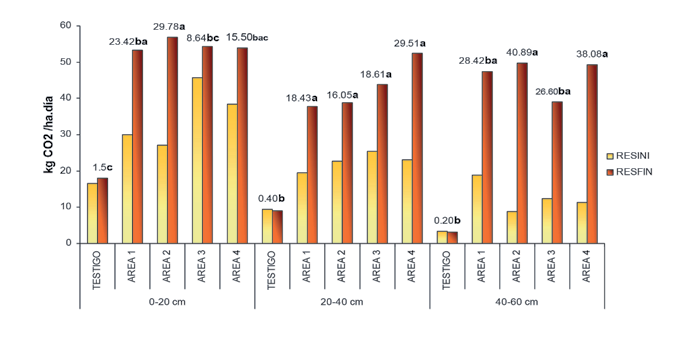 kg CO2 /ha.día
60
50
40
30
20
10
0
1.5c
23.42ba
29.78a
8.64bc
15.50bac
0.40b
18.43a
16.05a
18.61a
29.51a
0.20b
28.42ba
40.89a
26.60ba
38.08a
RESINI
RESFIN
TESTIGO
AREA 1
AREA 2
AREA 3
AREA 4
TESTIGO
AREA 1
AREA 2
AREA 3
AREA 4
TESTIGO
AREA 1
AREA 2
AREA 3
AREA 4
0-20 cm
20-40 cm
40-60 cm